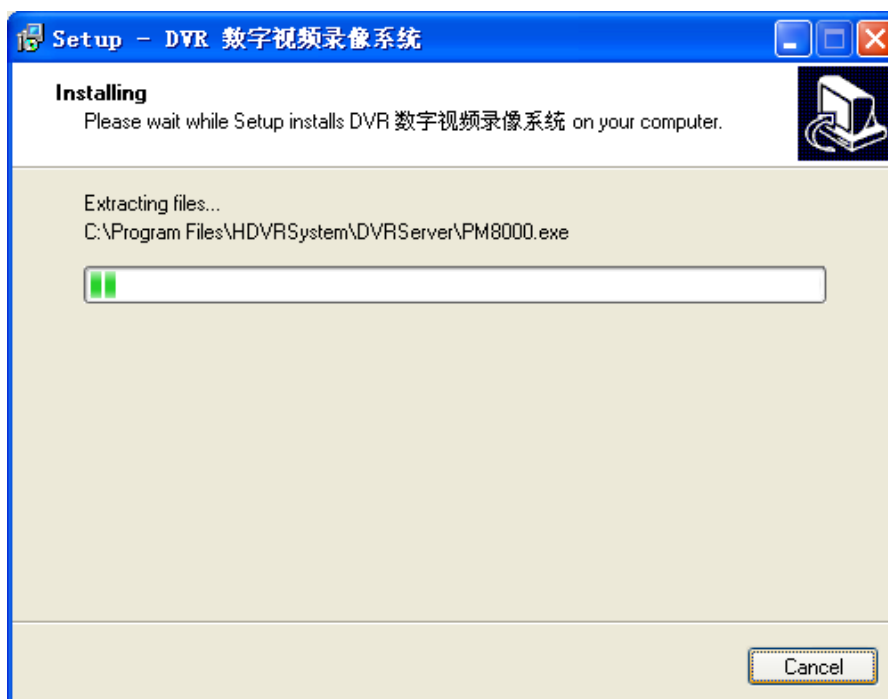 Setup - DVR 数字视频录像系统
Installing
Please wait while Setup installs DVR 数字视频录像系统 on your computer.
Extracting files...
C:\Program Files\HDVRSystem\DVRServer\PM8000.exe
Cancel